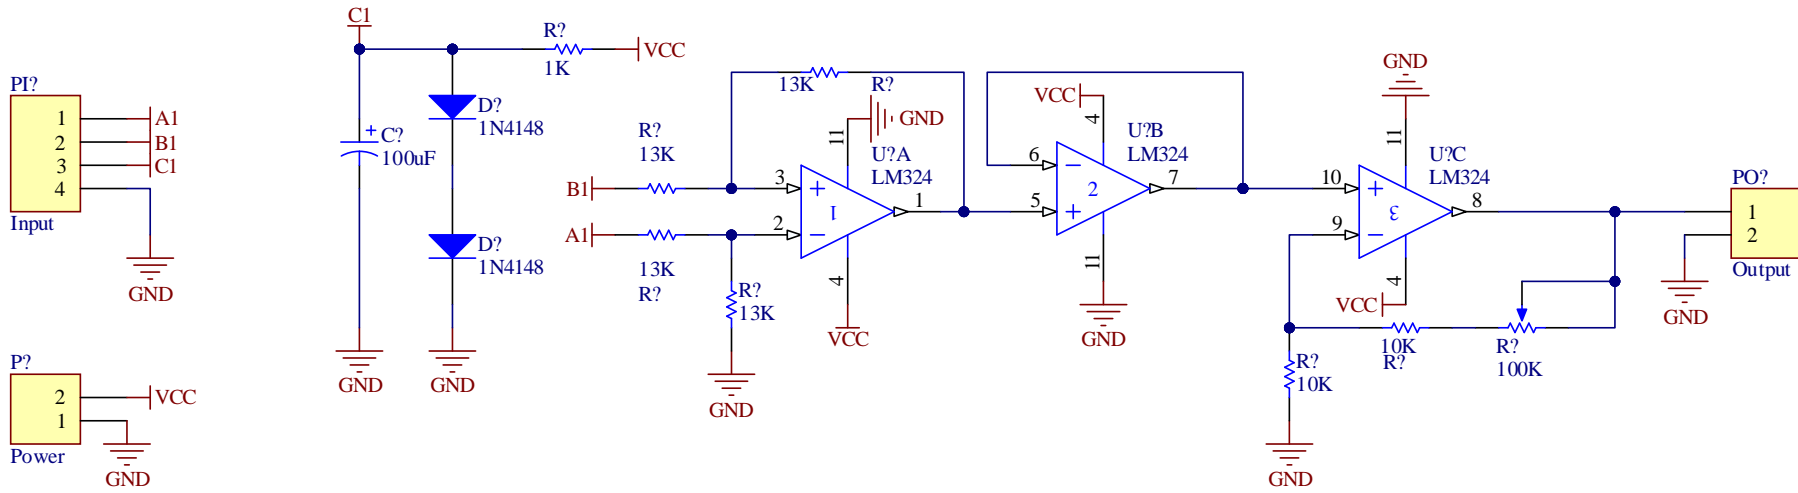 PI?
1
A1
2
B1
3
C1
4
Input
GND
P?
2
VCC
1
Power
GND
C1
R?
1K
VCC
D?
1N4148
+
C?
100uF
D?
1N4148
GND
GND
13K
R?
11
GND
R?
13K
U?A
LM324
B1
3
+
1
1
A1
2
−
13K
R?
4
VCC
R?
13K
GND
VCC
4
U?B
LM324
6
−
2
7
5
+
11
GND
GND
11
U?C
LM324
10
+
3
8
9
−
4
VCC
10K
R?
R?
100K
R?
10K
GND
PO?
1
2
Output
GND